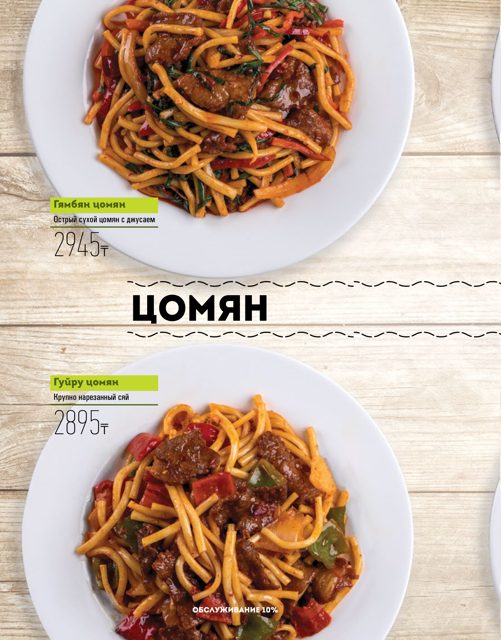 Гямбян цомян
Острый сухой цомян с джусаем
2945₸
ЦОМЯН
Гуйру цомян
Крупно нарезанный сяй
2895₸
ОБСЛУЖИВАНИЕ 10%